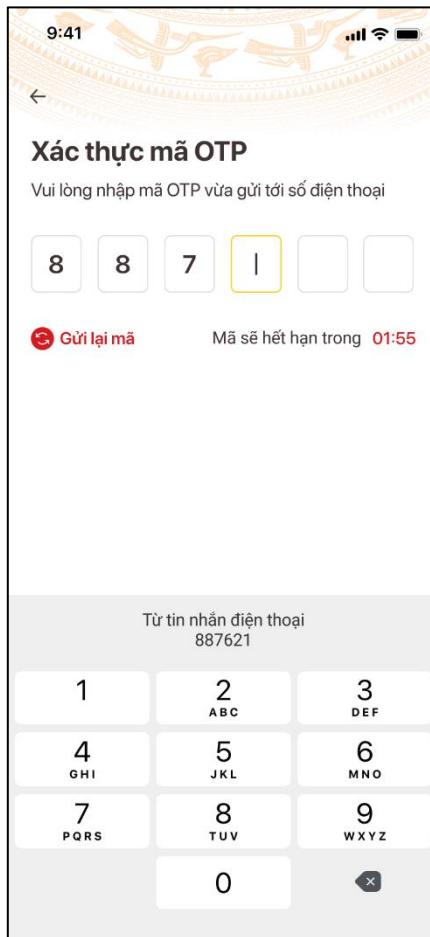 9:41
Xác thực mã OTP
Vui lòng nhập mã OTP vừa gửi tới số điện thoại
8 8 7
Gửi lại mã Mã sẽ hết hạn trong 01:55
Từ tin nhắn điện thoại
887621
1 2 3
ABC DEF
4 5 6
GHI JKL MNO
7 8 9
PQRS TUV WXYZ
0